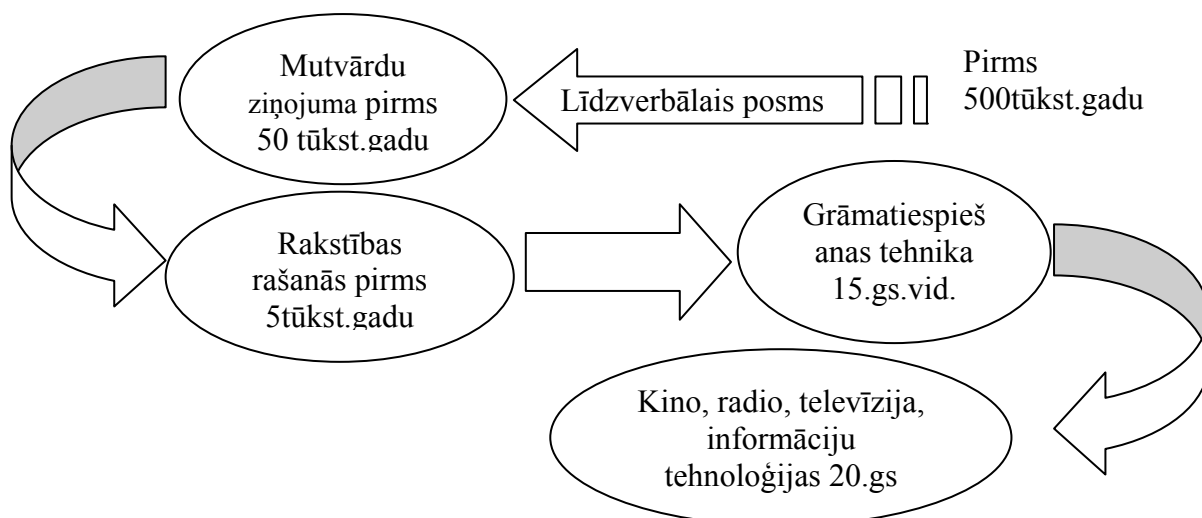 Pirms
500tūkst.gadu
Līdzverbālais posms
Mutvārdu
ziņojuma pirms
50 tūkst.gadu
Rakstības
rašanās pirms
5tūkst.gadu
Grāmatiespieš
anas tehnika
15.gs.vid.
Kino, radio, televīzija,
informāciju
tehnoloģijas 20.gs